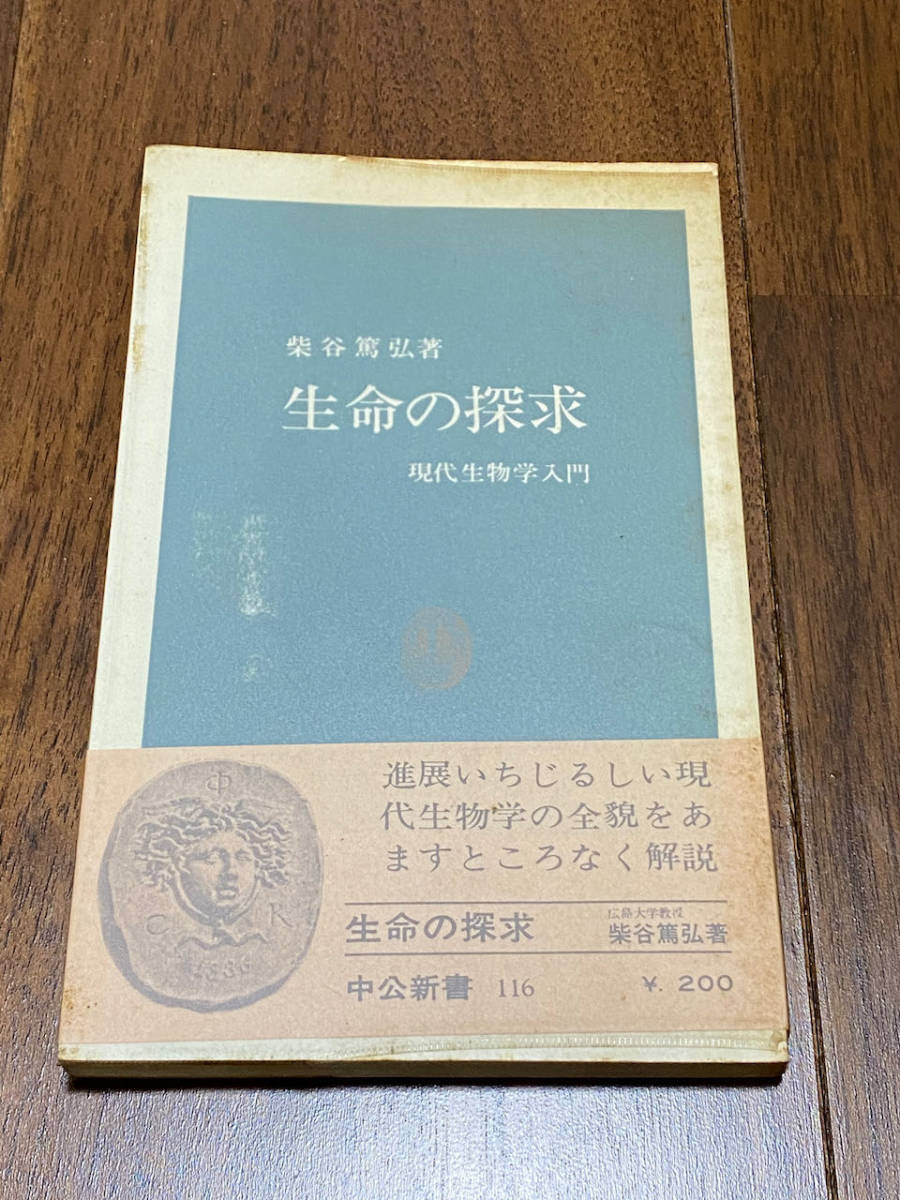 柴谷篤弘著
生命の探求
現代生物学入門
進展いちじるしい現
代生物学の全貌をあ
ますところなく解説
生命の探求
広島大学教授
柴谷篤弘著
中公新書 116
¥. 200
Φ
C R
1886